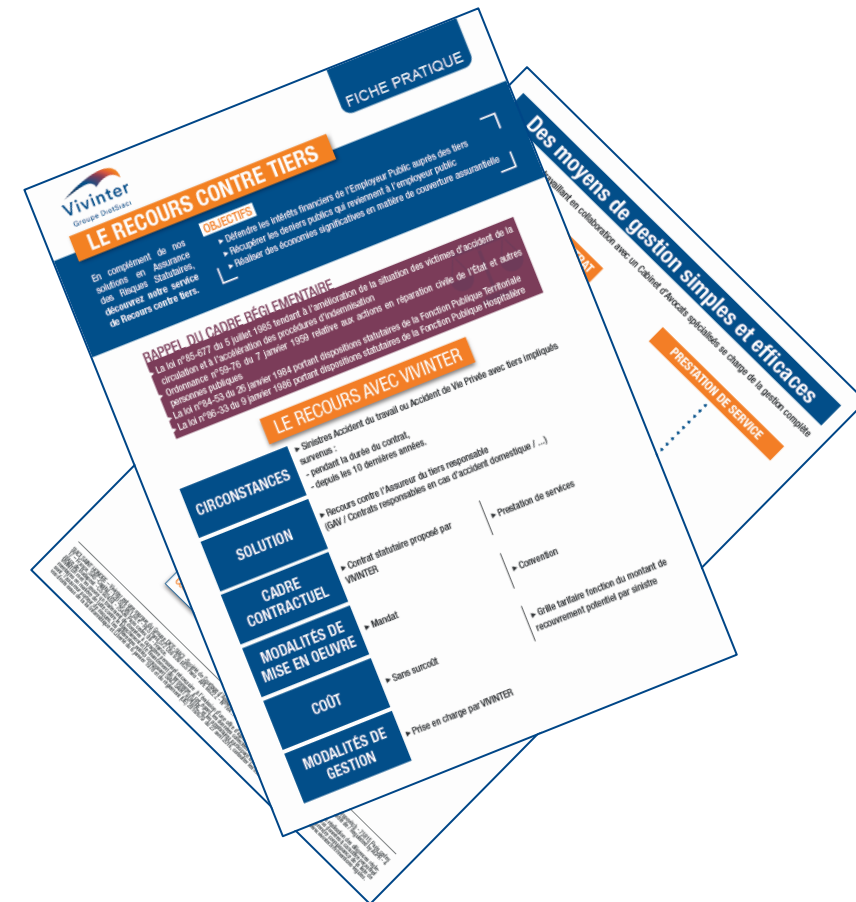 FICHE PRATIQUE
Vivinter
Groupe DIOT SIACI
LE RECOURS CONTRE TIERS
En complément de nos
solutions en Assurance
des Risques Statutaires,
découvrez notre service
de Recours contre tiers.
OBJECTIFS
► Défendre les intérêts financiers de l'Employeur Public auprès des tiers
► Récupérer les deniers publics qui reviennent à l'employeur public
► Réaliser des économies significatives en matière de couverture assurantielle
RAPPEL DU CADRE RÉGLEMENTAIRE
La loi n°85-677 du 5 juillet 1985 tendant à l'amélioration de la situation des victimes d'accident de la
circulation et à l'accélération des procédures d'indemnisation
Ordonnance n°59-76 du 7 janvier 1959 relative aux actions en réparation civile de l'État et autres
personnes publiques
La loi n°84-53 du 26 janvier 1984 portant dispositions statutaires de la Fonction Publique Territoriale
La loi n°86-33 du 9 janvier 1986 portant dispositions statutaires de la Fonction Publique Hospitalière
LE RECOURS AVEC VIVINTER
CIRCONSTANCES
► Sinistres Accident du travail ou Accident de Vie Privée avec tiers impliqués
survenus :
- pendant la durée du contrat,
- depuis les 10 dernières années.
SOLUTION
► Recours contre l'Assureur du tiers responsable
(GAV / Contrats responsables en cas d'accident domestique / ...)
CADRE
CONTRACTUEL
► Contrat statutaire proposé par
VIVINTER
► Prestation de services
MODALITÉS DE
MISE EN OEUVRE
► Mandat
► Convention
COÛT
► Sans surcoût
► Grille tarifaire fonction du montant de
recouvrement potentiel par sinistre
MODALITÉS DE
GESTION
► Prise en charge par VIVINTER
Des moyens de gestion simples et efficaces
travaillant en collaboration avec un Cabinet d'Avocats spécialisés se charge de la gestion complète
PRESTATION DE SERVICE